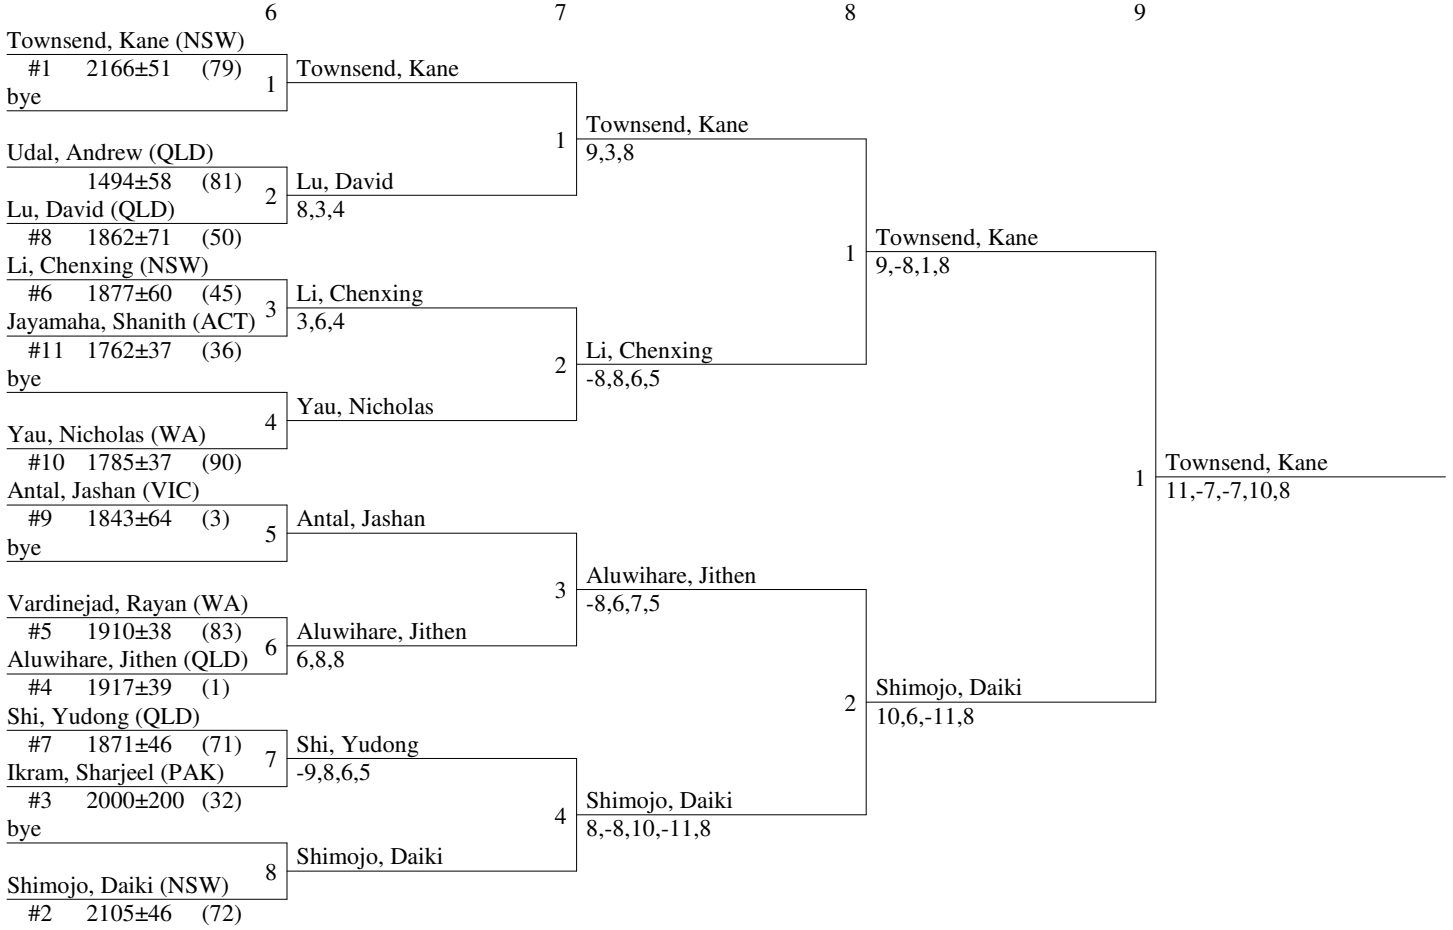 6 7 8 9
Townsend, Kane (NSW)
#1 2166±51 (79)
bye
1
Townsend, Kane
Udal, Andrew (QLD)
1494±58 (81)
Lu, David (QLD)
#8 1862±71 (50)
2
Lu, David
8,3,4
1
Townsend, Kane
9,3,8
Li, Chenxing (NSW)
#6 1877±60 (45)
Jayamaha, Shanith (ACT)
#11 1762±37 (36)
3
Li, Chenxing
3,6,4
bye
Yau, Nicholas (WA)
#10 1785±37 (90)
4
Yau, Nicholas
2
Li, Chenxing
-8,8,6,5
1
Townsend, Kane
9,-8,1,8
Antal, Jashan (VIC)
#9 1843±64 (3)
bye
5
Antal, Jashan
Vardinejad, Rayan (WA)
#5 1910±38 (83)
Aluwihare, Jithen (QLD)
#4 1917±39 (1)
6
Aluwihare, Jithen
6,8,8
3
Aluwihare, Jithen
-8,6,7,5
Shi, Yudong (QLD)
#7 1871±46 (71)
Ikram, Sharjeel (PAK)
#3 2000±200 (32)
7
Shi, Yudong
-9,8,6,5
bye
Shimojo, Daiki (NSW)
#2 2105±46 (72)
8
Shimojo, Daiki
4
Shimojo, Daiki
8,-8,10,-11,8
2
Shimojo, Daiki
10,6,-11,8
1
Townsend, Kane
11,-7,-7,10,8